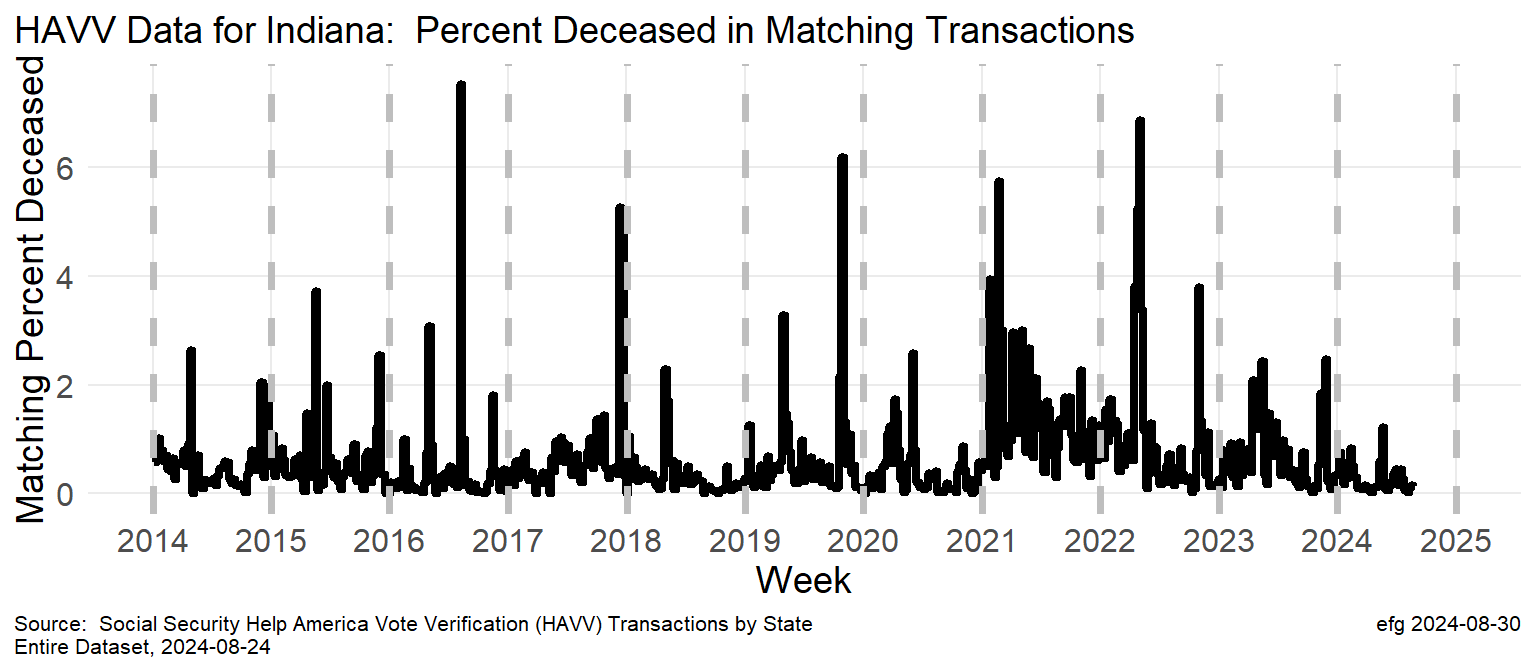 HAVV Data for Indiana:  Percent Deceased in Matching Transactions
Matching Percent Deceased
6
4
2
0
2014 2015 2016 2017 2018 2019 2020 2021 2022 2023 2024 2025
Week
Source:  Social Security Help America Vote Verification (HAVV) Transactions by State
Entire Dataset, 2024-08-24
efg 2024-08-30